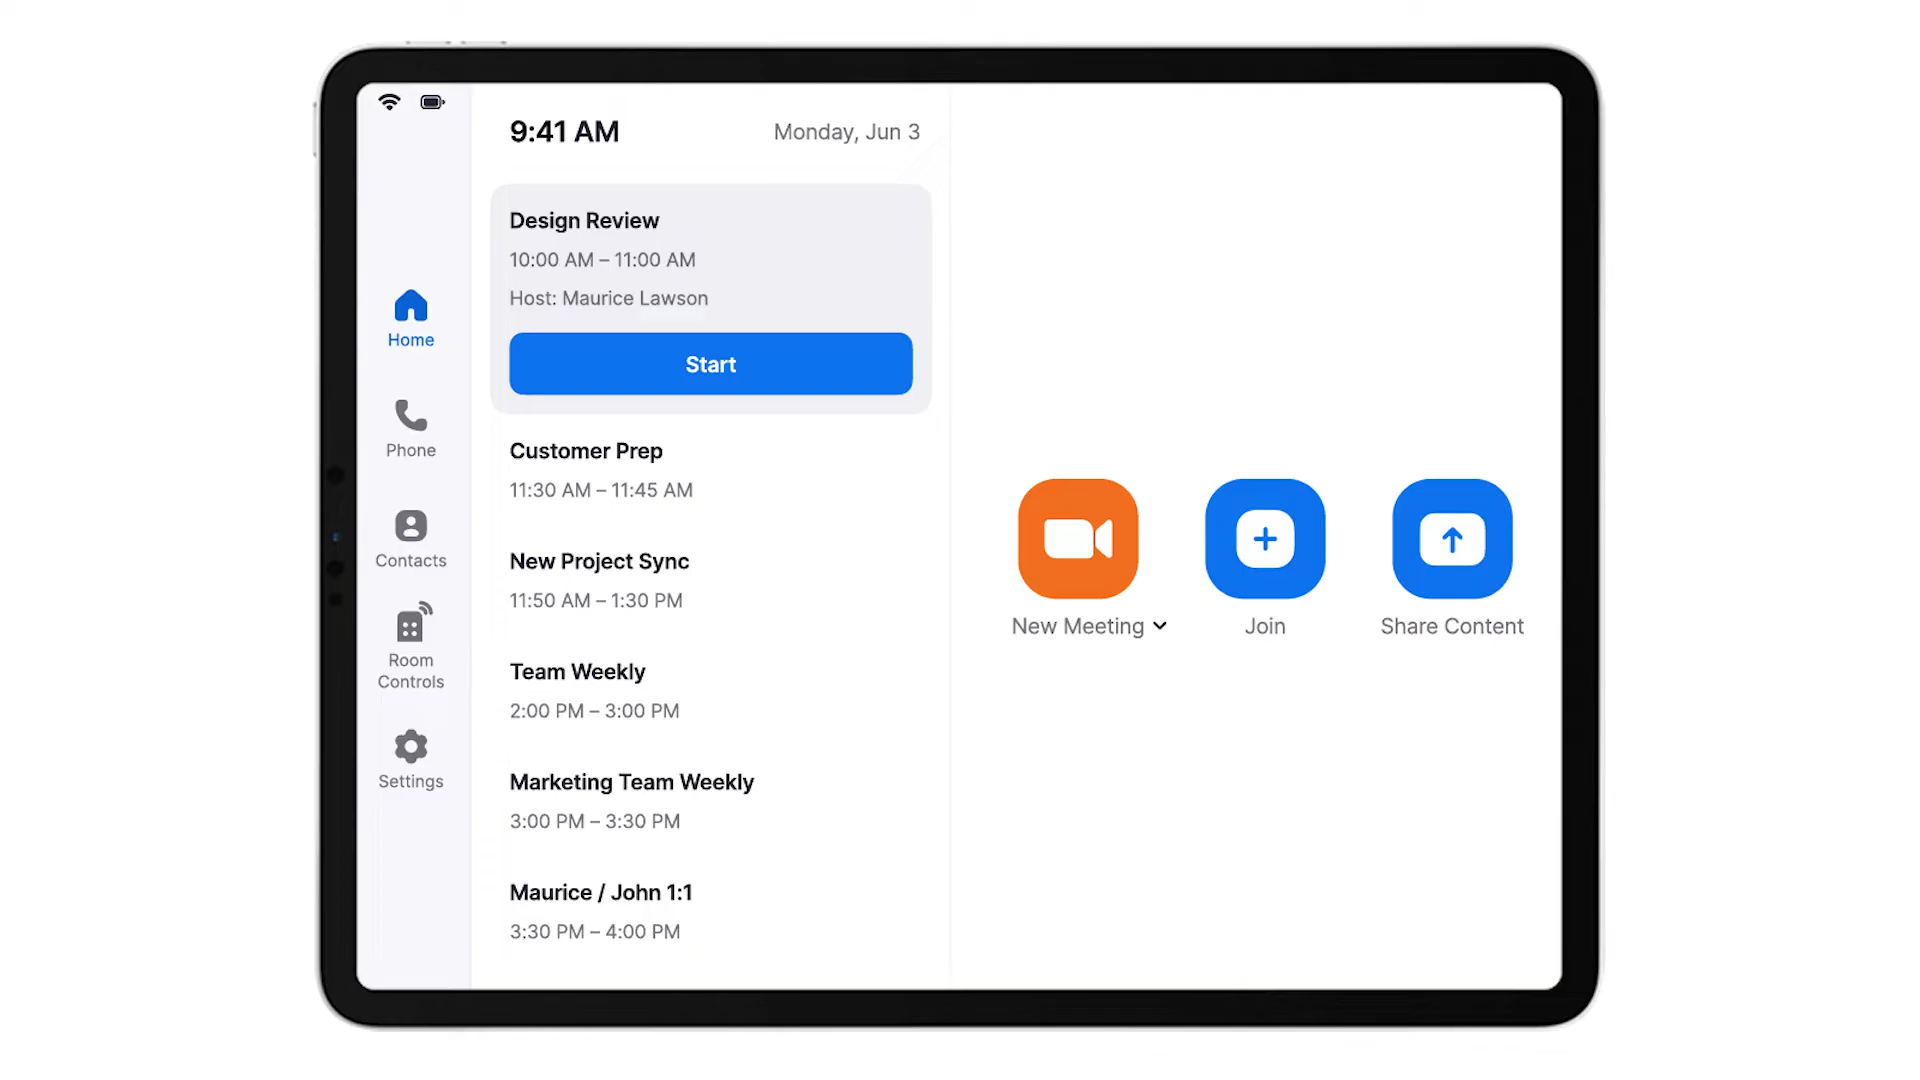 9:41 AM
Monday, Jun 3
Home
Phone
Contacts
Room
Controls
Settings
Design Review
10:00 AM – 11:00 AM
Host: Maurice Lawson
Start
Customer Prep
11:30 AM – 11:45 AM
New Project Sync
11:50 AM – 1:30 PM
Team Weekly
2:00 PM – 3:00 PM
Marketing Team Weekly
3:00 PM – 3:30 PM
Maurice / John 1:1
3:30 PM – 4:00 PM
New Meeting
Join
Share Content